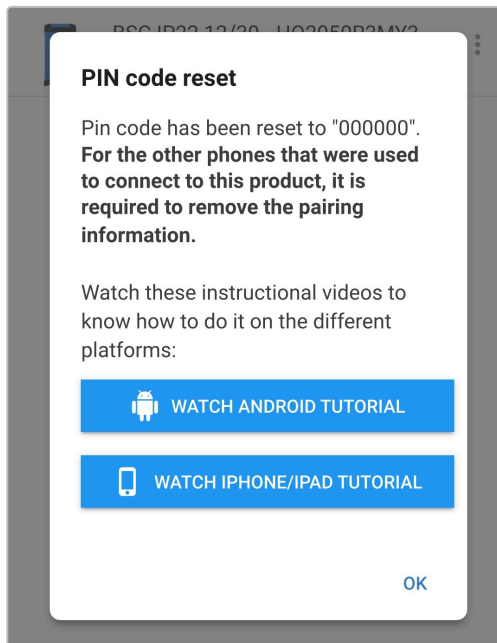 PIN code reset
Pin code has been reset to "000000".
For the other phones that were used
to connect to this product, it is
required to remove the pairing
information.
Watch these instructional videos to
know how to do it on the different
platforms:
WATCH ANDROID TUTORIAL
WATCH IPHONE/IPAD TUTORIAL
OK